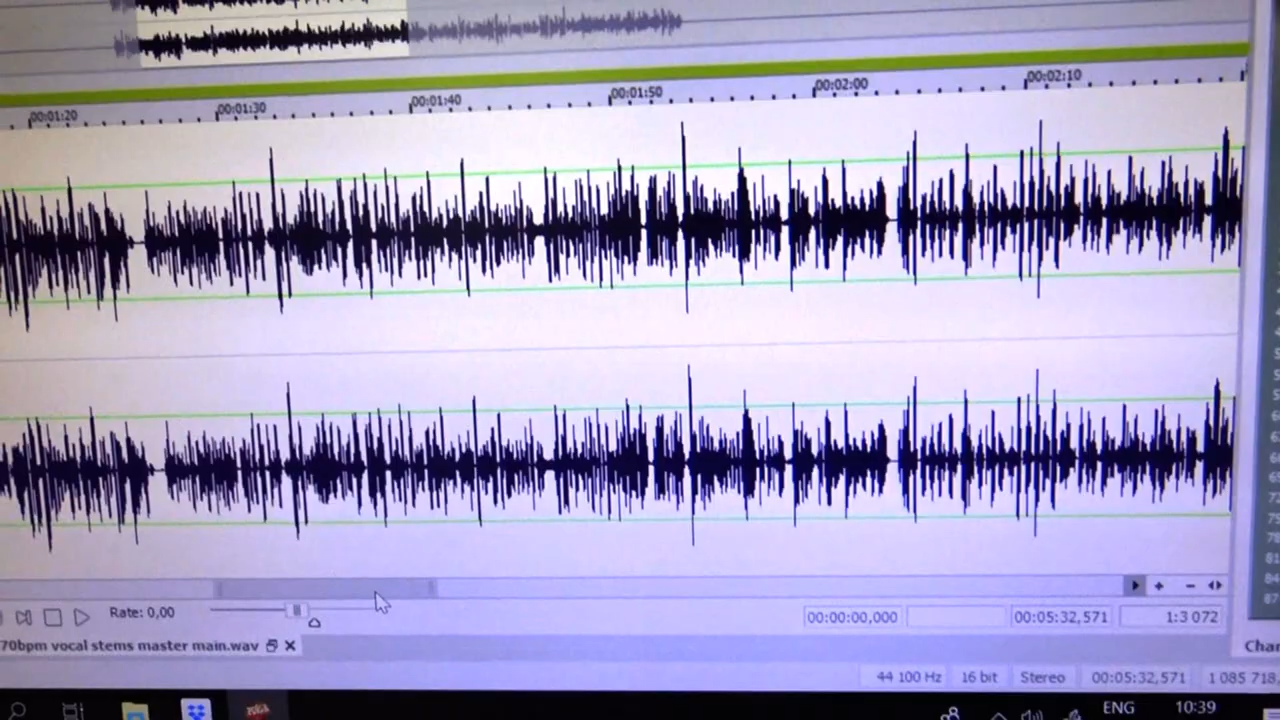 00:01:20 00:01:30 00:01:40 00:01:50 00:02:00 00:02:10
Rate: 0,00 00:00:00,000 00:05:32,571 1:3 072
70bpm vocal stems master main.wav
44 100 Hz 16 bit Stereo 00:05:32,571 1 085 718,
ENG 10:39